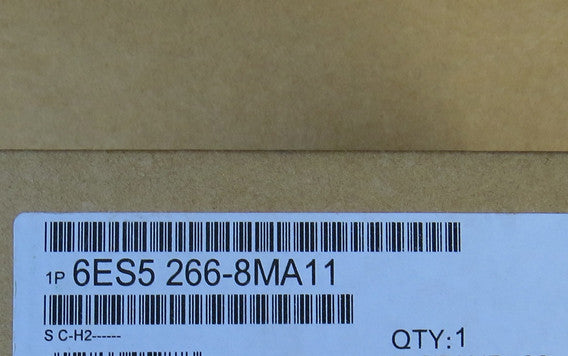 1P 6ES5 266-8MA11
S C-H2------
QTY:1